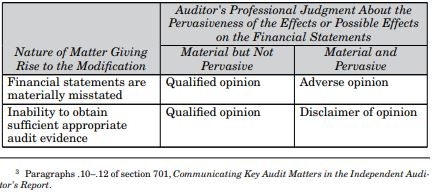 Auditor's Professional Judgment About the
Pervasiveness of the Effects or Possible Effects
on the Financial Statements
Nature of Matter Giving
Rise to the Modification
Material but Not
Pervasive
Material and
Pervasive
Financial statements are
materially misstated
Qualified opinion
Adverse opinion
Inability to obtain
sufficient appropriate
audit evidence
Qualified opinion
Disclaimer of opinion
3 Paragraphs .10–.12 of section 701, Communicating Key Audit Matters in the Independent Audi-
tor's Report.